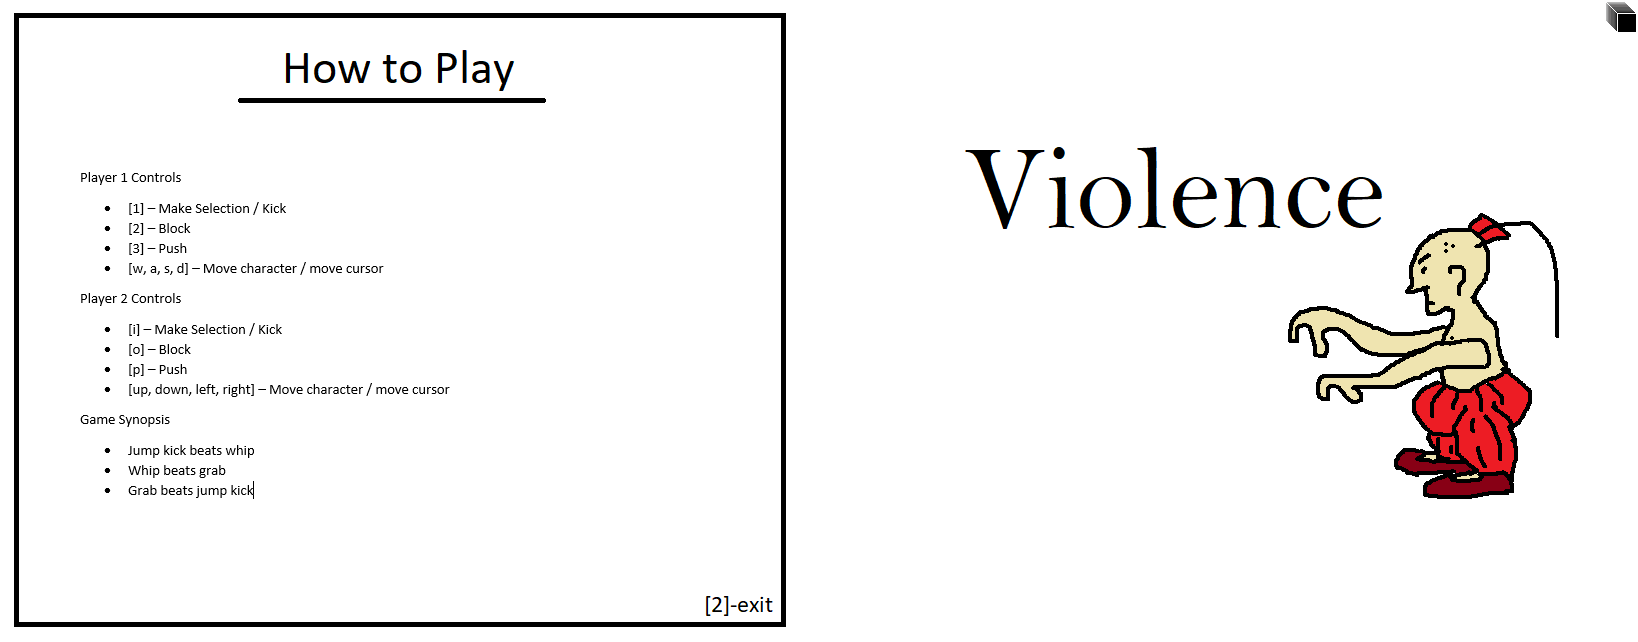 How to Play
Player 1 Controls
• [1] – Make Selection / Kick
• [2] – Block
• [3] – Push
• [w, a, s, d] – Move character / move cursor
Player 2 Controls
• [i] – Make Selection / Kick
• [o] – Block
• [p] – Push
• [up, down, left, right] – Move character / move cursor
Game Synopsis
• Jump kick beats whip
• Whip beats grab
• Grab beats jump kick
[2]-exit
Violence